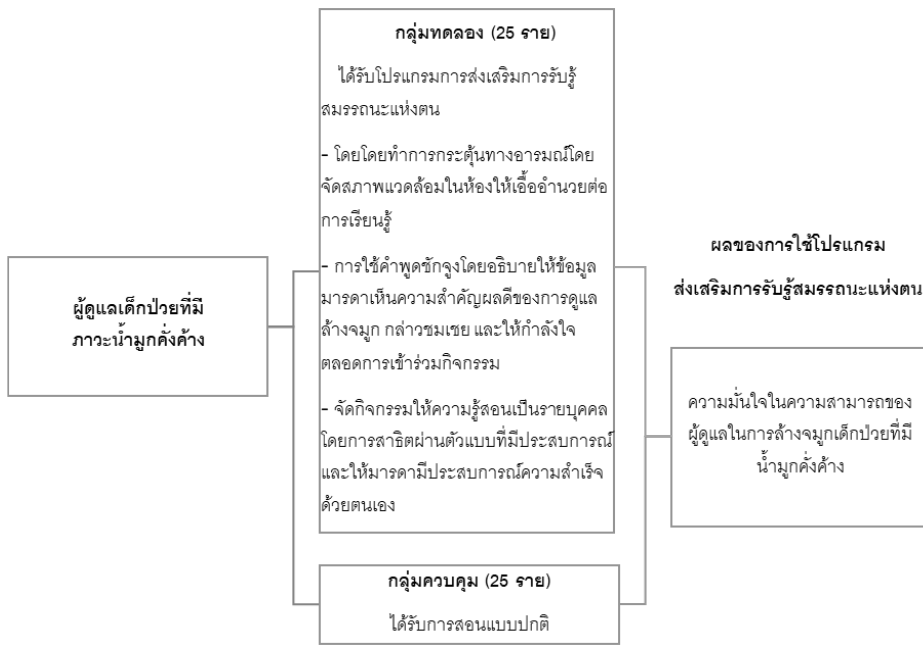 กลุ่มทดลอง (25 ราย)
ได้รับโปรแกรมการส่งเสริมการรับรู้
สมรรถนะแห่งตน
- โดยโดยทำการกระตุ้นทางอารมณ์โดย
จัดสภาพแวดล้อมในห้องให้เอื้ออำนวยต่อ
การเรียนรู้
- การใช้คำพูดชักจูงโดยอธิบายให้ข้อมูล
มารดาเห็นความสำคัญผลดีของการดูแล
ล้างจมูก กล่าวชมเชย และให้กำลังใจ
ตลอดการเข้าร่วมกิจกรรม
- จัดกิจกรรมให้ความรู้สอนเป็นรายบุคคล
โดยการสาธิตผ่านตัวแบบที่มีประสบการณ์
และให้มารดามีประสบการณ์ความสำเร็จ
ด้วยตนเอง
ผู้ดูแลเด็กป่วยที่มี
ภาวะน้ำมูกคั่งค้าง
กลุ่มควบคุม (25 ราย)
ได้รับการสอนแบบปกติ
ผลของการใช้โปรแกรม
ส่งเสริมการรับรู้สมรรถนะแห่งตน
ความมั่นใจในความสามารถของ
ผู้ดูแลในการล้างจมูกเด็กป่วยที่มี
น้ำมูกคั่งค้าง